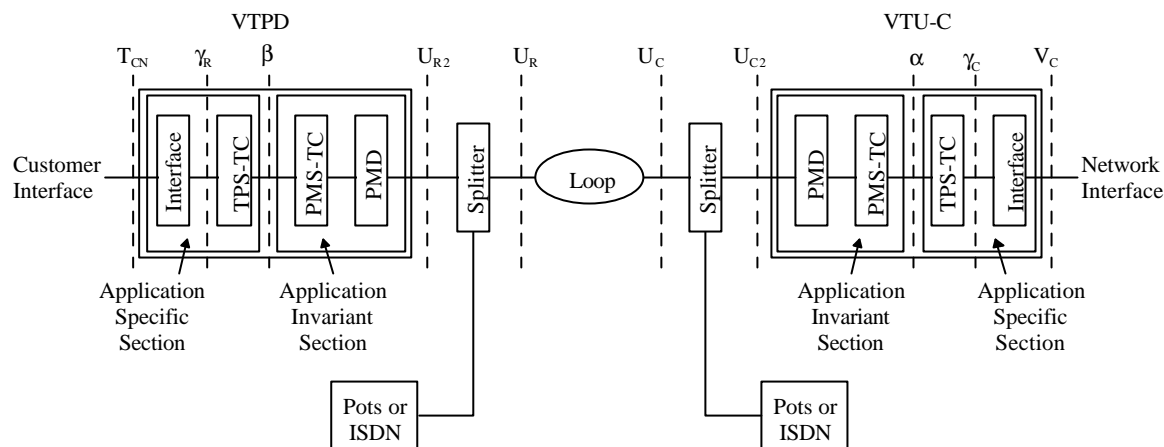 VTPD
VTU-C
T_CN
γ_R
β
U_R2
U_R
U_C
U_C2
α
γ_C
V_C
Customer
Interface
Interface
TPS-TC
PMS-TC
PMD
Splitter
Loop
Splitter
PMD
PMS-TC
TPS-TC
Interface
Network
Interface
Application
Specific
Section
Application
Invariant
Section
Application
Invariant
Section
Application
Specific
Section
Pots or
ISDN
Pots or
ISDN